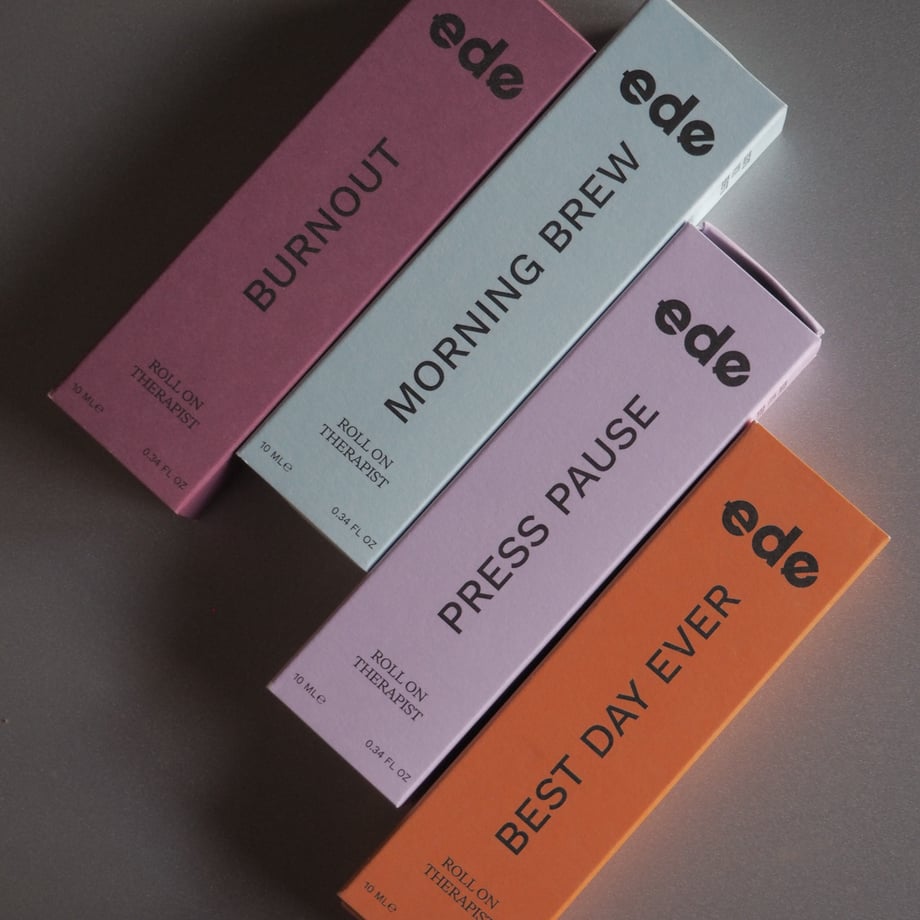 ede
BURNOUT
ROLL ON
THERAPIST
10 ML℮
0.34 FL OZ
ede
MORNING BREW
ROLL ON
THERAPIST
10 ML℮
0.34 FL OZ
ede
PRESS PAUSE
ROLL ON
THERAPIST
10 ML℮
0.34 FL OZ
ede
BEST DAY EVER
ROLL ON
THERAPIST
10 ML℮